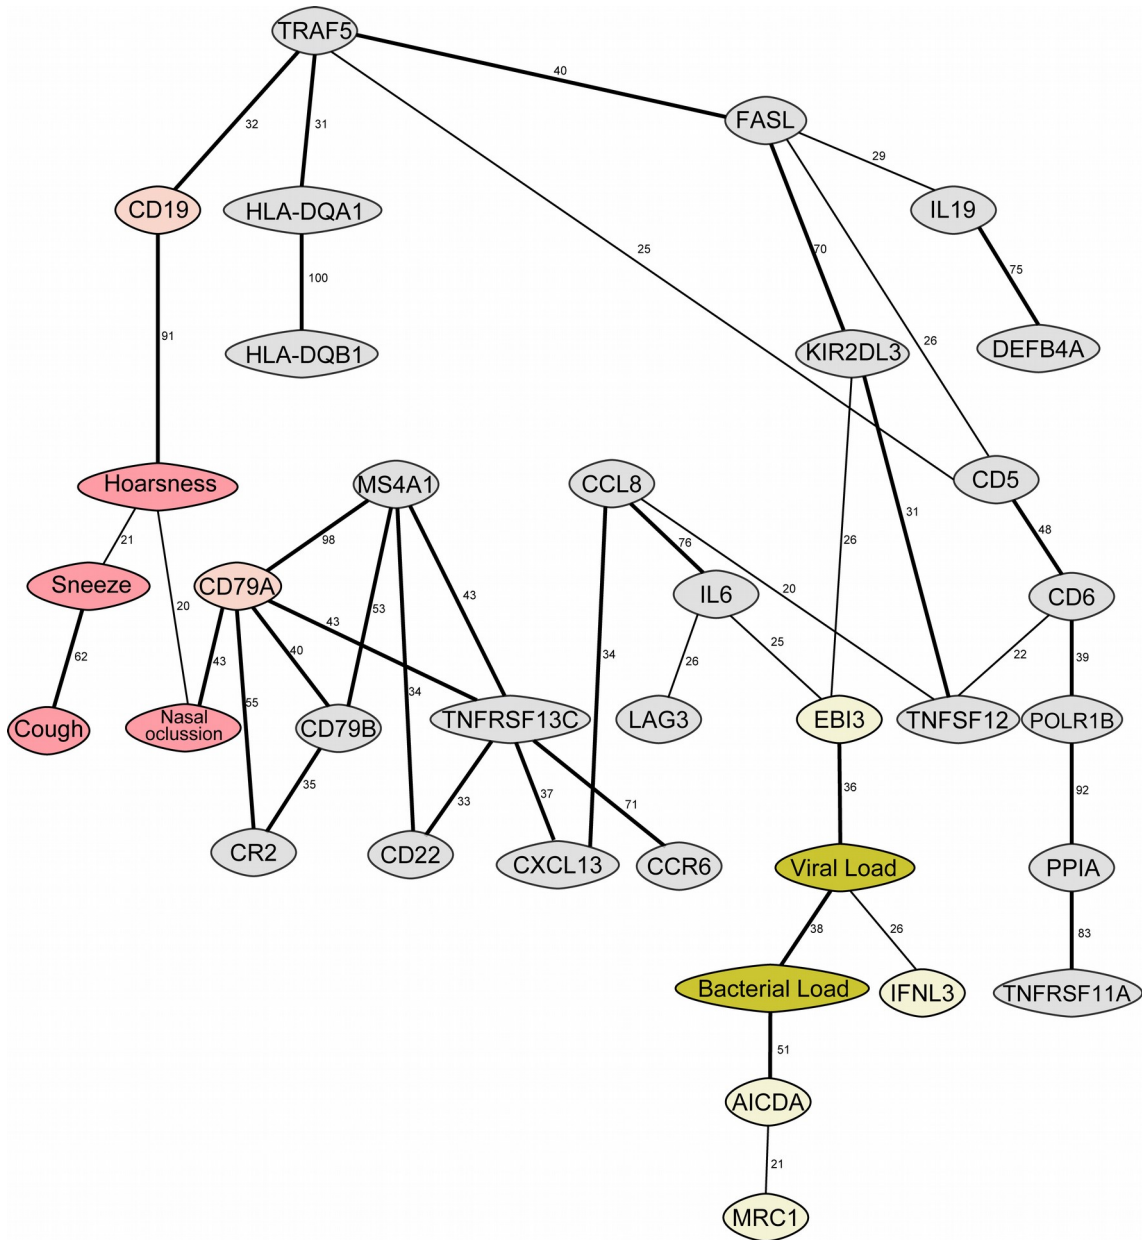 TRAF5
40
FASL
32
31
29
CD19
HLA-DQA1
IL19
25
70
100
75
91
26
HLA-DQB1
KIR2DL3
DEFB4A
Hoarsness
MS4A1
CCL8
CD5
31
48
21
98
76
26
Sneeze
CD79A
IL6
20
CD6
20
43
53
43
62
43
40
34
25
22
39
26
55
34
Cough
Nasal
oclussion
CD79B
TNFRSF13C
LAG3
EBI3
TNFSF12
POLR1B
35
33
37
71
36
92
CR2
CD22
CXCL13
CCR6
Viral Load
PPIA
38
26
83
Bacterial Load
IFNL3
TNFRSF11A
51
AICDA
21
MRC1